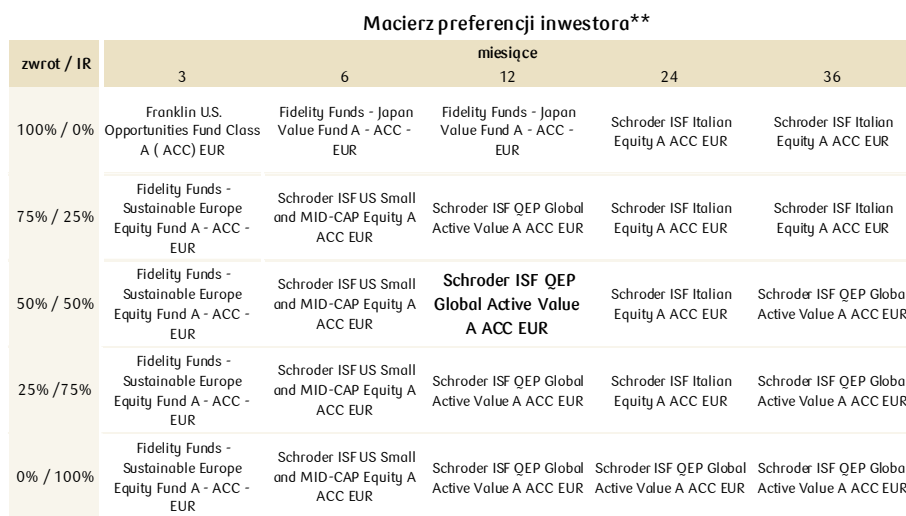 Macierz preferencji inwestora**
zwrot / IR
miesiące
3 6 12 24 36
100% / 0%
Franklin U.S.
Opportunities Fund Class
A ( ACC) EUR
Fidelity Funds - Japan
Value Fund A - ACC -
EUR
Fidelity Funds - Japan
Value Fund A - ACC -
EUR
Schroder ISF Italian
Equity A ACC EUR
Schroder ISF Italian
Equity A ACC EUR
75% / 25%
Fidelity Funds -
Sustainable Europe
Equity Fund A - ACC -
EUR
Schroder ISF US Small
and MID-CAP Equity A
ACC EUR
Schroder ISF QEP Global
Active Value A ACC EUR
Schroder ISF Italian
Equity A ACC EUR
Schroder ISF Italian
Equity A ACC EUR
50% / 50%
Fidelity Funds -
Sustainable Europe
Equity Fund A - ACC -
EUR
Schroder ISF US Small
and MID-CAP Equity A
ACC EUR
Schroder ISF QEP
Global Active Value
A ACC EUR
Schroder ISF Italian
Equity A ACC EUR
Schroder ISF QEP Globa
Active Value A ACC EUR
25% /75%
Fidelity Funds -
Sustainable Europe
Equity Fund A - ACC -
EUR
Schroder ISF US Small
and MID-CAP Equity A
ACC EUR
Schroder ISF QEP Global
Active Value A ACC EUR
Schroder ISF Italian
Equity A ACC EUR
Schroder ISF QEP Globa
Active Value A ACC EUR
0% / 100%
Fidelity Funds -
Sustainable Europe
Equity Fund A - ACC -
EUR
Schroder ISF US Small
and MID-CAP Equity A
ACC EUR
Schroder ISF QEP Global
Active Value A ACC EUR
Schroder ISF QEP Global
Active Value A ACC EUR
Schroder ISF QEP Globa
Active Value A ACC EUR